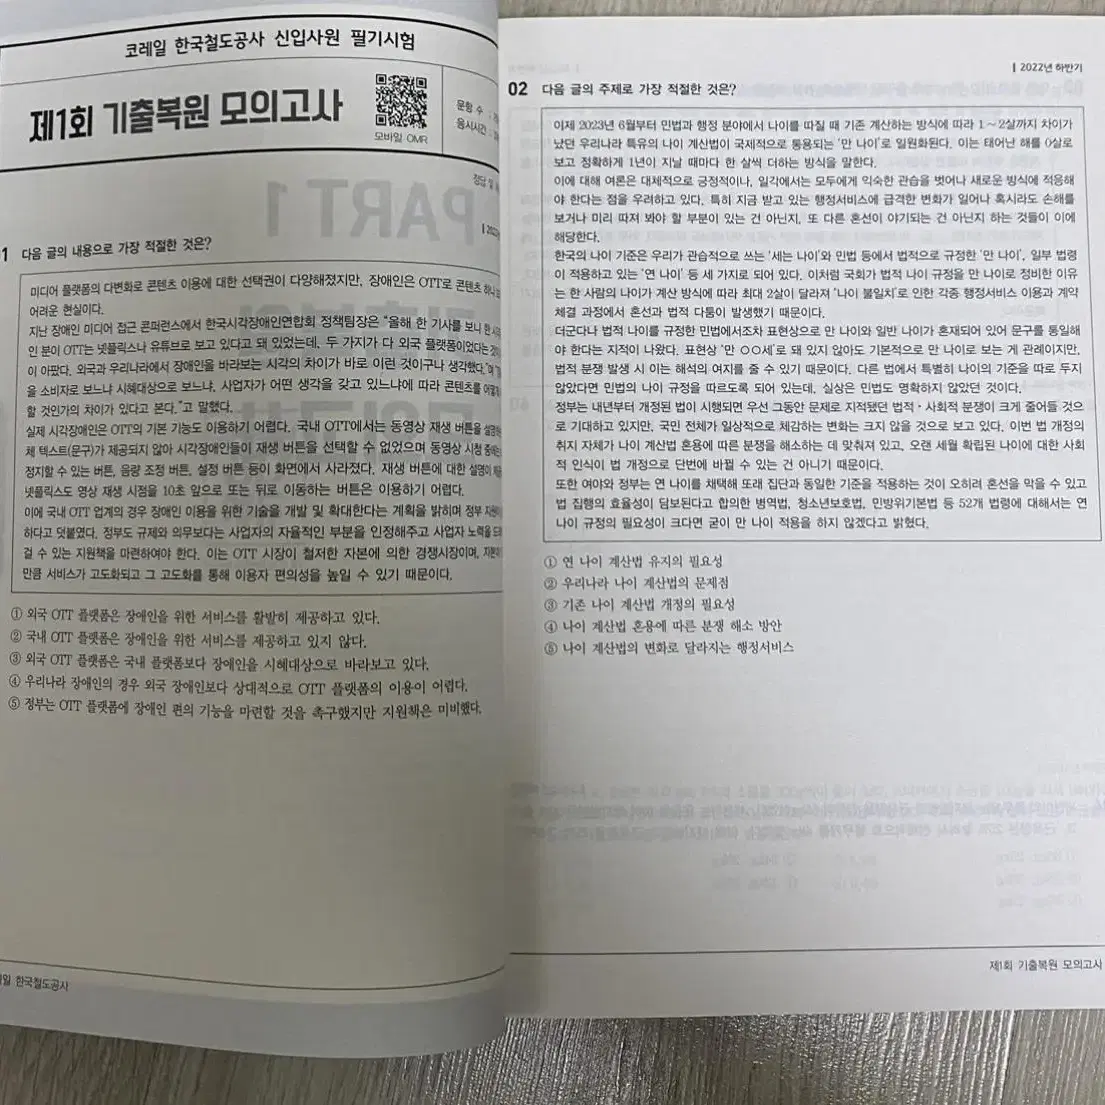 코레일 한국철도공사 신입사원 필기시험
제1회 기출복원 모의고사
모바일 OMR
문항 수 :
응시시간 :
다음 글의 내용으로 가장 적절한 것은?
미디어 플랫폼의 다변화로 콘텐츠 이용에 대한 선택권이 다양해졌지만, 장애인은 OTT로 콘텐츠 하나
어려운 현실이다.
지난 장애인 미디어 접근 콘퍼런스에서 한국시각장애인연합회 정책팀장은 "올해 한 기사를 보니 한
인 분이 OTT는 넷플릭스나 유튜브로 보고 있다고 돼 있었는데, 두 가지가 다 외국 플랫폼이었다는 것이
이 아팠다. 외국과 우리나라에서 장애인을 바라보는 시각의 차이가 바로 이런 것이구나 생각했다."며
을 소비자로 보느냐 시혜대상으로 보느냐, 사업자가 어떤 생각을 갖고 있느냐에 따라 콘텐츠를 어떻게
할 것인가의 차이가 있다고 본다."고 말했다.
실제 시각장애인은 OTT의 기본 기능도 이용하기 어렵다. 국내 OTT에서는 동영상 재생 버튼을
체 텍스트(문구)가 제공되지 않아 시각장애인들이 재생 버튼을 선택할 수 없었으며 동영상 시청 중에는
정지할 수 있는 버튼, 음량 조정 버튼, 설정 버튼 등이 화면에서 사라졌다. 재생 버튼에 대한 설명이
넷플릭스도 영상 재생 시점을 10초 앞으로 또는 뒤로 이동하는 버튼은 이용하기 어렵다.
이에 국내 OTT 업계의 경우 장애인 이용을 위한 기술을 개발 및 확대한다는 계획을 밝히며 정부 지원이
하다고 덧붙였다. 정부도 규제와 의무보다는 사업자의 자율적인 부분을 인정해주고 사업자 노력을
걸 수 있는 지원책을 마련하여야 한다. 이는 OTT 시장이 철저한 자본에 의한 경쟁시장이며,
만큼 서비스가 고도화되고 그 고도화를 통해 이용자 편의성을 높일 수 있기 때문이다.
① 외국 OTT 플랫폼은 장애인을 위한 서비스를 활발히 제공하고 있다.
② 국내 OTT 플랫폼은 장애인을 위한 서비스를 제공하고 있지 않다.
③ 외국 OTT 플랫폼은 국내 플랫폼보다 장애인을 시혜대상으로 바라보고 있다.
④ 우리나라 장애인의 경우 외국 장애인보다 상대적으로 OTT 플랫폼의 이용이 어렵다.
⑤ 정부는 OTT 플랫폼에 장애인 편의 기능을 마련할 것을 촉구했지만 지원책은 미비했다.
한국철도공사
2022년 하반기
02 다음 글의 주제로 가장 적절한 것은?
이제 2023년 6월부터 민법과 행정 분야에서 나이를 따질 때 기존 계산하는 방식에 따라 1~2살까지 차이가
났던 우리나라 특유의 나이 계산법이 국제적으로 통용되는 '만 나이'로 일원화된다. 이는 태어난 해를 0살로
보고 정확하게 1년이 지날 때마다 한 살씩 더하는 방식을 말한다.
이에 대해 여론은 대체적으로 긍정적이나, 일각에서는 모두에게 익숙한 관습을 벗어나 새로운 방식에 적응해
야 한다는 점을 우려하고 있다. 특히 지금 받고 있는 행정서비스에 급격한 변화가 일어나 혹시라도 손해를
보거나 미리 따져 봐야 할 부분이 있는 건 아닌지, 또 다른 혼선이 야기되는 건 아닌지 하는 것들이 이에
해당한다.
한국의 나이 기준은 우리가 관습적으로 쓰는 '세는 나이'와 민법 등에서 법적으로 규정한 '만 나이', 일부 법령
이 적용하고 있는 '연 나이' 등 세 가지로 되어 있다. 이처럼 국회가 법적 나이 규정을 만 나이로 정비한 이유
는 한 사람의 나이가 계산 방식에 따라 최대 2살이 달라져 '나이 불일치'로 인한 각종 행정서비스 이용과 계약
체결 과정에서 혼선과 법적 다툼이 발생했기 때문이다.
더군다나 법적 나이를 규정한 민법에서조차 표현상으로 만 나이와 일반 나이가 혼재되어 있어 문구를 통일해
야 한다는 지적이 나왔다. 표현상 '만 ○○세'로 돼 있지 않아도 기본적으로 만 나이로 보는 게 관례이지만,
법적 분쟁 발생 시 이는 해석의 여지를 줄 수 있기 때문이다. 다른 법에서 특별히 나이의 기준을 따로 두지
않았다면 민법의 나이 규정을 따르도록 되어 있는데, 실상은 민법도 명확하지 않았던 것이다.
정부는 내년부터 개정된 법이 시행되면 우선 그동안 문제로 지적됐던 법적·사회적 분쟁이 크게 줄어들 것으
로 기대하고 있지만, 국민 전체가 일상적으로 체감하는 변화는 크지 않을 것으로 보고 있다. 이번 법 개정의
취지 자체가 나이 계산법 혼용에 따른 분쟁을 해소하는 데 맞춰져 있고, 오랜 세월 확립된 나이에 대한 사회
적 인식이 법 개정으로 단번에 바뀔 수 있는 건 아니기 때문이다.
또한 여야와 정부는 연 나이를 채택해 또래 집단과 동일한 기준을 적용하는 것이 오히려 혼선을 막을 수 있고
법 집행의 효율성이 담보된다고 합의한 병역법, 청소년보호법, 민방위기본법 등 52개 법령에 대해서는 연
나이 규정의 필요성이 크다면 굳이 만 나이 적용을 하지 않겠다고 밝혔다.
① 연 나이 계산법 유지의 필요성
② 우리나라 나이 계산법의 문제점
③ 기존 나이 계산법 개정의 필요성
④ 나이 계산법 혼용에 따른 분쟁 해소 방안
⑤ 나이 계산법의 변화로 달라지는 행정서비스
제1회 기출복원 모의고사